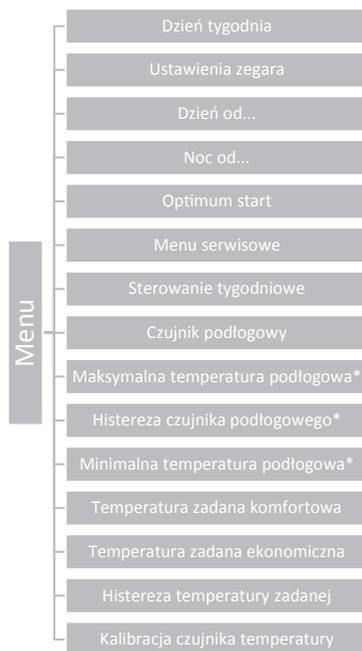 Menu
Dzień tygodnia
Ustawienia zegara
Dzień od...
Noc od...
Optimum start
Menu serwisowe
Sterowanie tygodniowe
Czujnik podłogowy
Maksymalna temperatura podłogowa*
Histereza czujnika podłogowego*
Minimalna temperatura podłogowa*
Temperatura zadana komfortowa
Temperatura zadana ekonomiczna
Histereza temperatury zadanej
Kalibracja czujnika temperatury